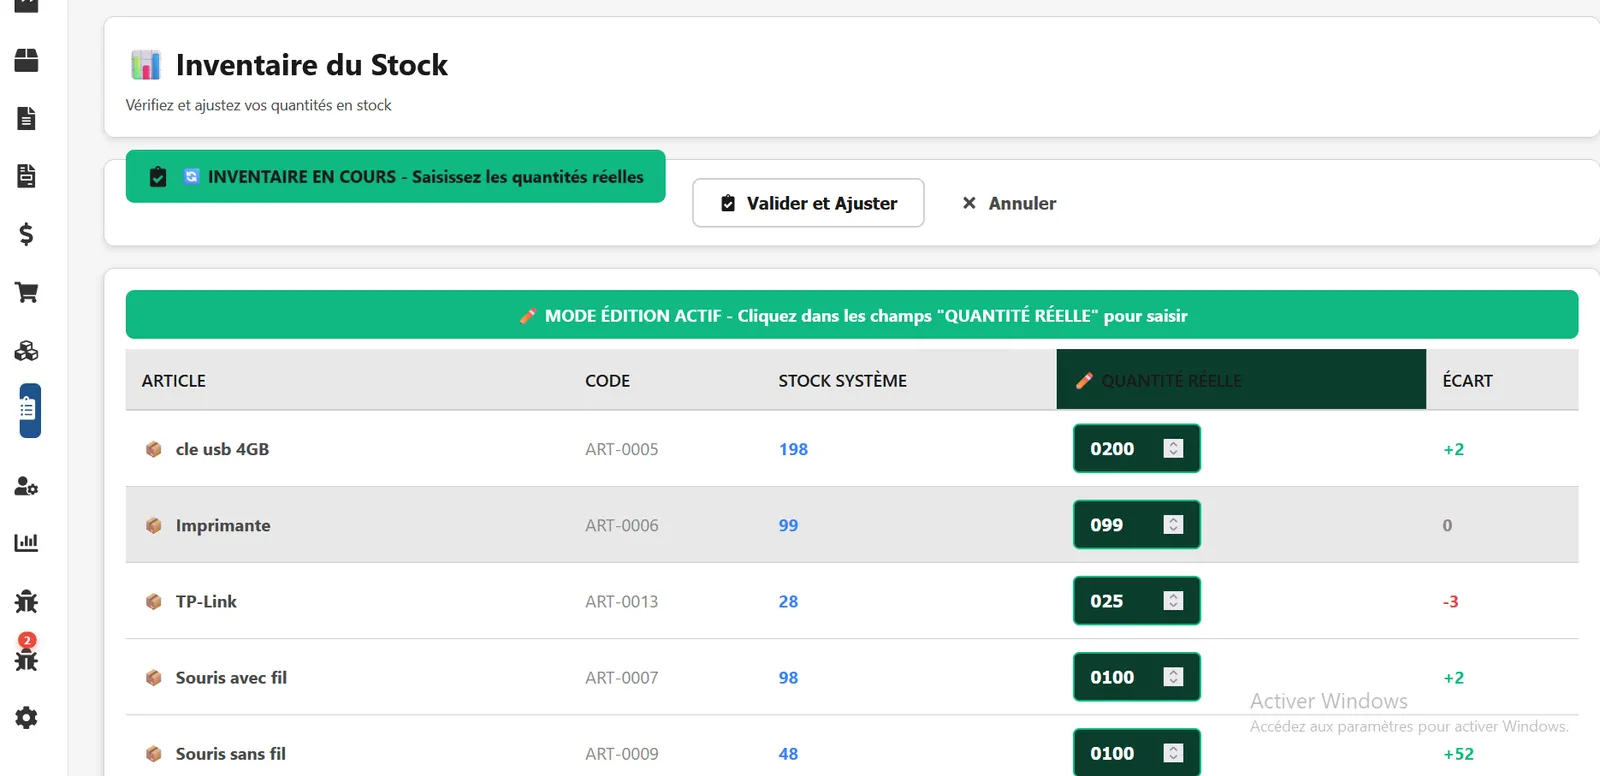 Inventaire du Stock
Vérifiez et ajustez vos quantités en stock
INVENTAIRE EN COURS - Saisissez les quantités réelles
Valider et Ajuster
Annuler
MODE ÉDITION ACTIF - Cliquez dans les champs "QUANTITÉ RÉELLE" pour saisir
ARTICLE CODE STOCK SYSTÈME QUANTITÉ RÉELLE ÉCART
cle usb 4GB ART-0005 198 0200 +2
Imprimante ART-0006 99 099 0
TP-Link ART-0013 28 025 -3
2
Souris avec fil ART-0007 98 0100 +2
Activer Windows
Accédez aux paramètres pour activer Windows.
Souris sans fil ART-0009 48 0100 +52